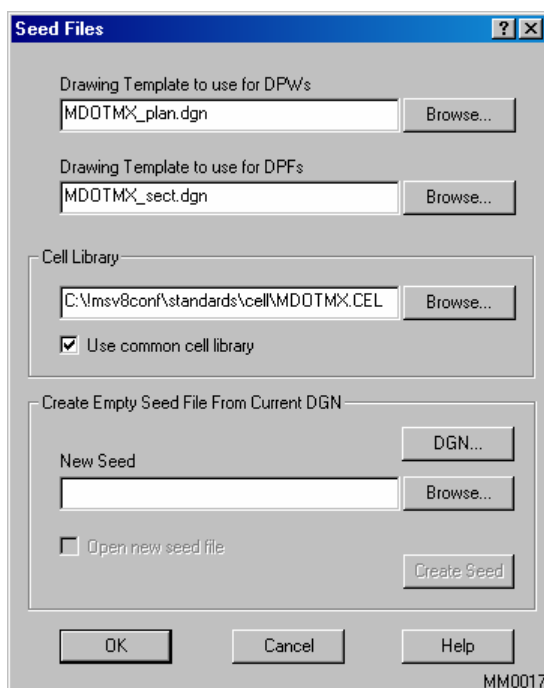 Seed Files
Drawing Template to use for DPWs
MDOTMX_plan.dgn
Browse...
Drawing Template to use for DPFs
MDOTMX_sect.dgn
Browse...
Cell Library
C:\!msv8conf\standards\cell\MDOTMX.CEL
Browse...
Use common cell library
Create Empty Seed File From Current DGN
DGN...
New Seed
Browse...
Open new seed file
Create Seed
OK Cancel Help
MM0017